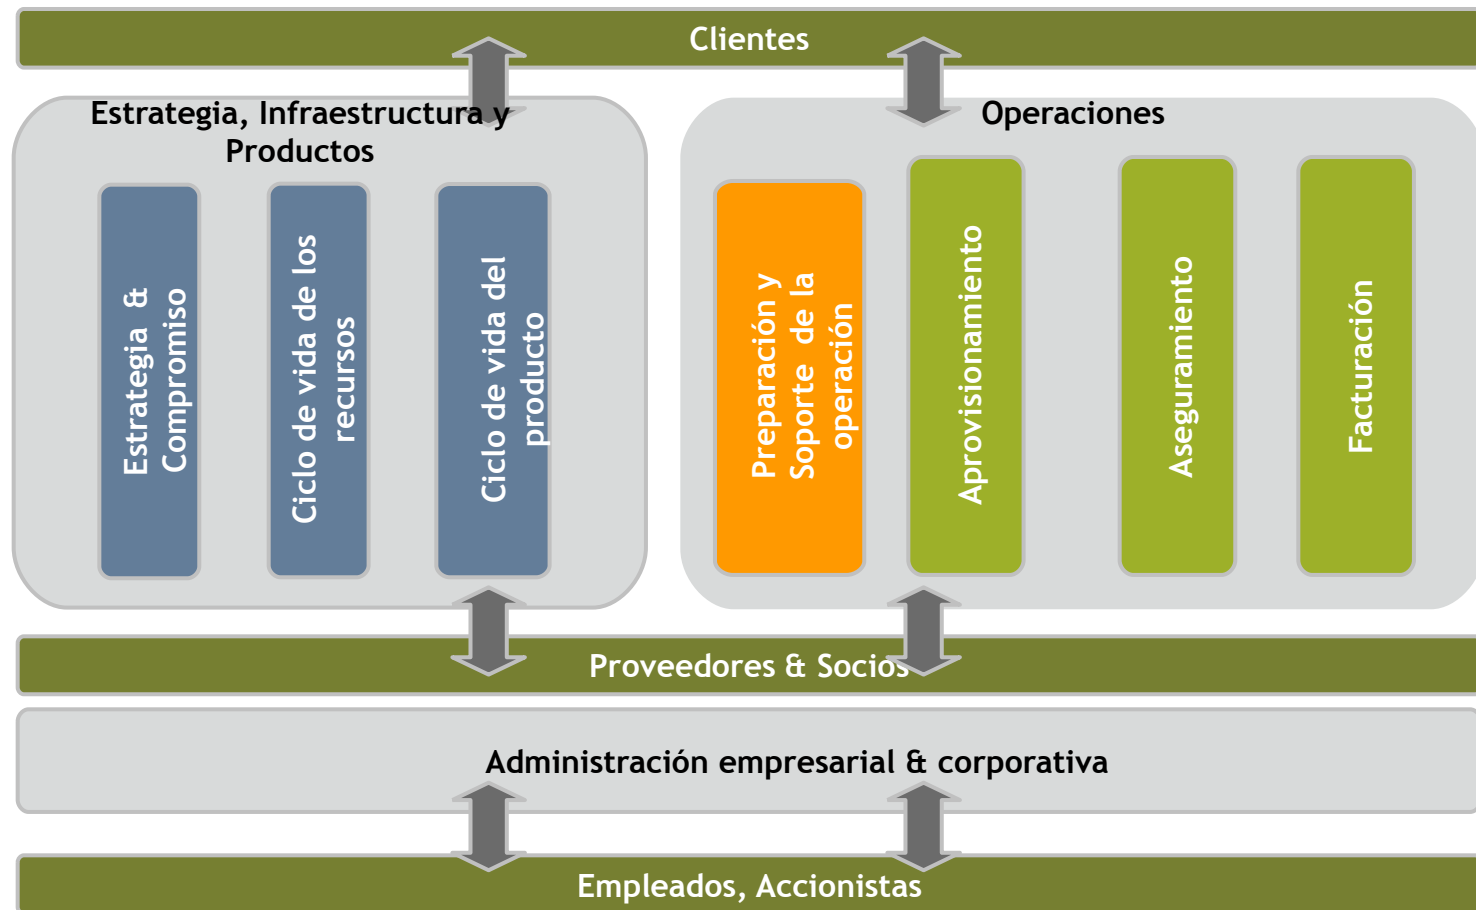 Clientes
Estrategia, Infraestructura y
Productos
Operaciones
Estrategia &
Compromiso
Ciclo de vida de los
recursos
Ciclo de vida del
producto
Preparación y
Soporte de la
operación
Aprovisionamiento
Aseguramiento
Facturación
Proveedores & Socios
Administración empresarial & corporativa
Empleados, Accionistas